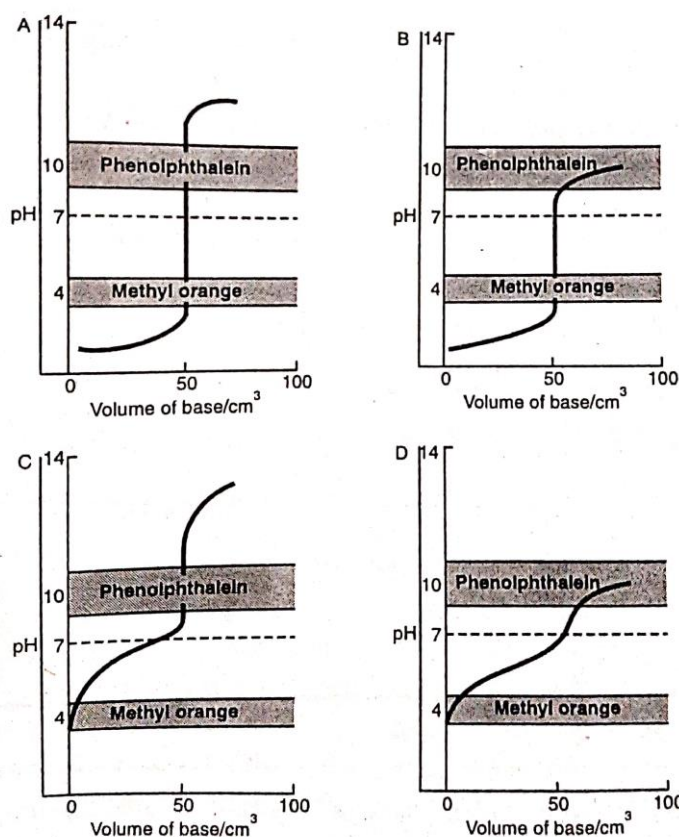 A
14
10
Phenolphthalein
pH
7
4
Methyl orange
0
50
100
Volume of base/cm³
B
14
10
Phenolphthalein
pH
7
4
Methyl orange
0
50
100
Volume of base/cm³
C
14
10
Phenolphthalein
pH
7
4
Methyl orange
0
50
100
Volume of base/cm³
D
14
10
Phenolphthalein
pH
7
4
Methyl orange
0
50
100
Volume of base/cm³